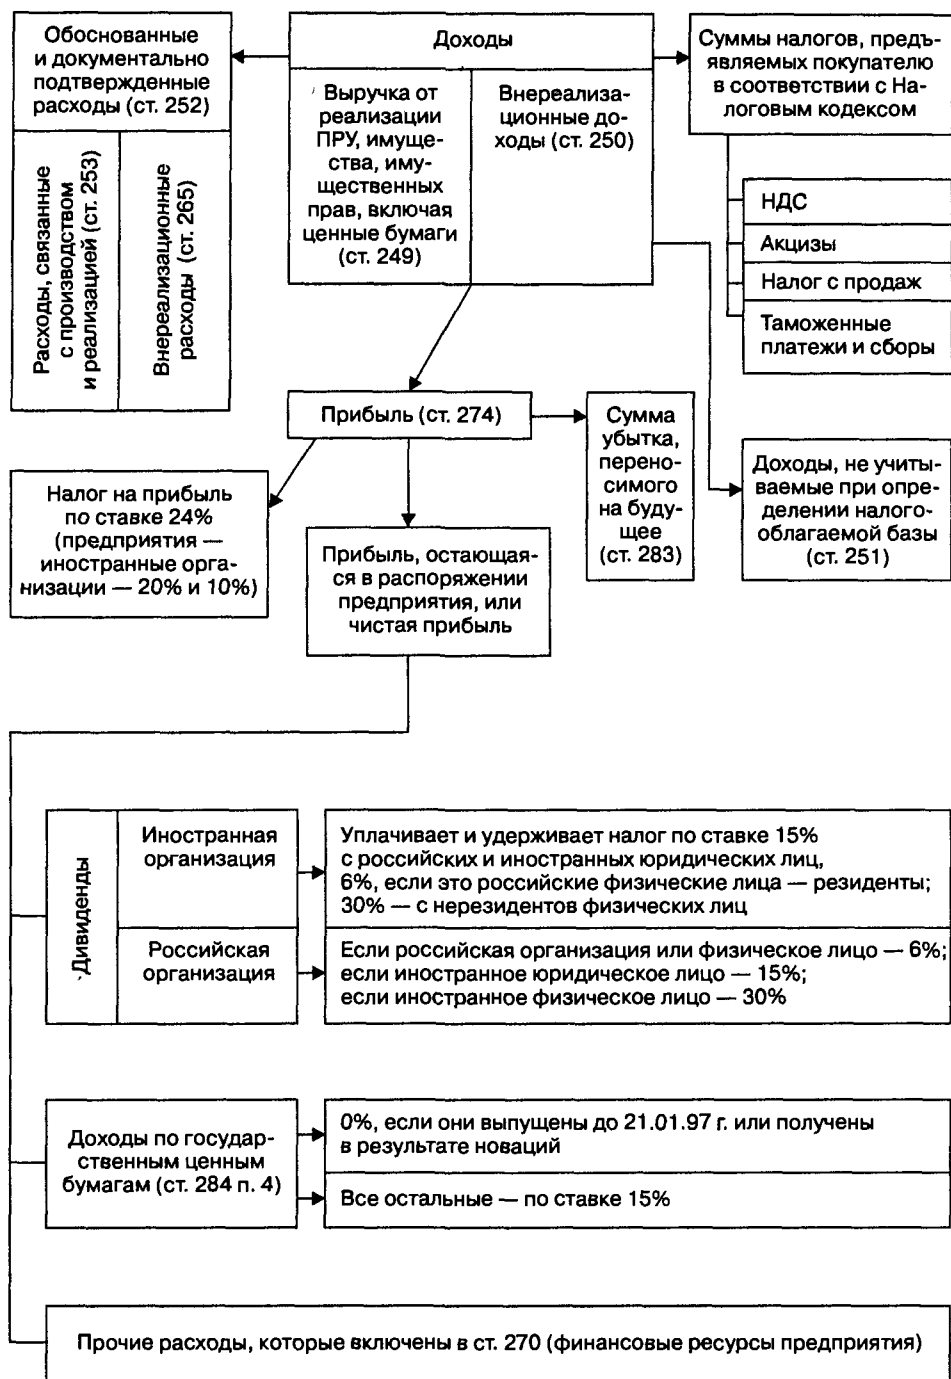 Обоснованные
и документально
подтвержденные
расходы (ст. 252)
Расходы, связанные
с производством
и реализацией (ст. 253)
Внереализационные
расходы (ст. 265)
Доходы
Выручка от
реализации
ПРУ, имуще-
ства, иму-
щественных
прав, включая
ценные бумаги
(ст. 249)
Внереализа-
ционные до-
ходы (ст. 250)
Суммы налогов, предъ-
являемых покупателю
в соответствии с На-
логовым кодексом
НДС
Акцизы
Налог с продаж
Таможенные
платежи и сборы
Прибыль (ст. 274)
Сумма
убытка,
перено-
симого
на буду-
щее
(ст. 283)
Доходы, не учиты-
ваемые при опре-
делении налого-
облагаемой базы
(ст. 251)
Налог на прибыль
по ставке 24%
(предприятия —
иностранные орга-
низации — 20% и 10%)
Прибыль, остающая-
ся в распоряжении
предприятия, или
чистая прибыль
Дивиденды
Иностранная
организация
Уплачивает и удерживает налог по ставке 15%
с российских и иностранных юридических лиц,
6%, если это российские физические лица — резиденты;
30% — с нерезидентов физических лиц
Российская
организация
Если российская организация или физическое лицо — 6%;
если иностранное юридическое лицо — 15%;
если иностранное физическое лицо — 30%
Доходы по государ-
ственным ценным
бумагам (ст. 284 п. 4)
0%, если они выпущены до 21.01.97 г. или получены
в результате новаций
Все остальные — по ставке 15%
Прочие расходы, которые включены в ст. 270 (финансовые ресурсы предприятия)